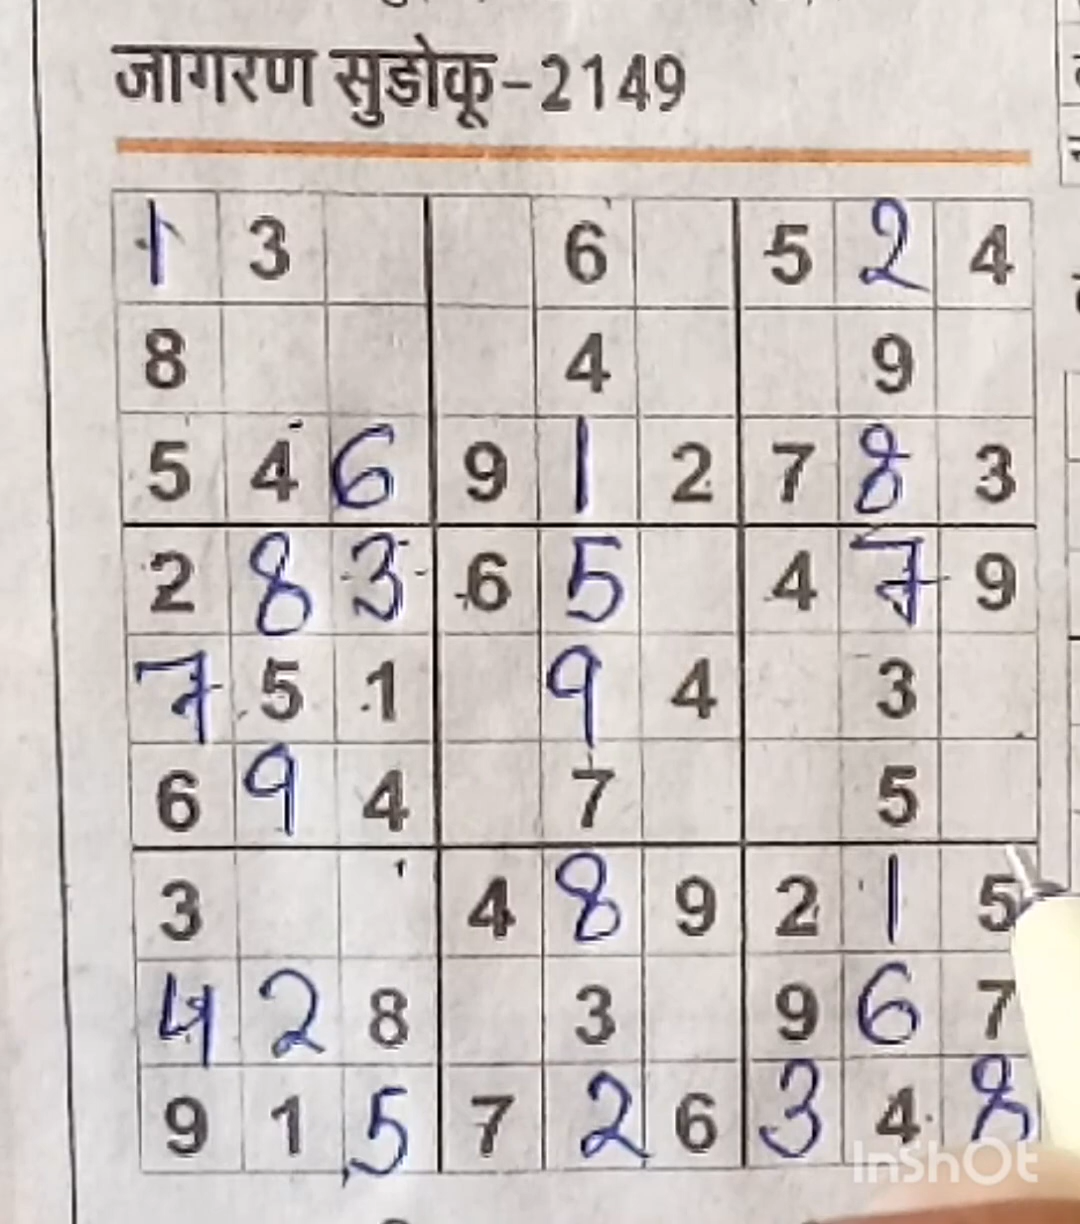 जागरण सुडोकू-2149
1 3 6 5 2 4
8 4 9
5 4 6 9 1 2 7 8 3
2 8 3 6 5 4 7 9
7 5 1 9 4 3
6 9 4 7 5
3 4 8 9 2 1 5
4 2 8 3 9 6 7
9 1 5 7 2 6 3 4 8
InShOt